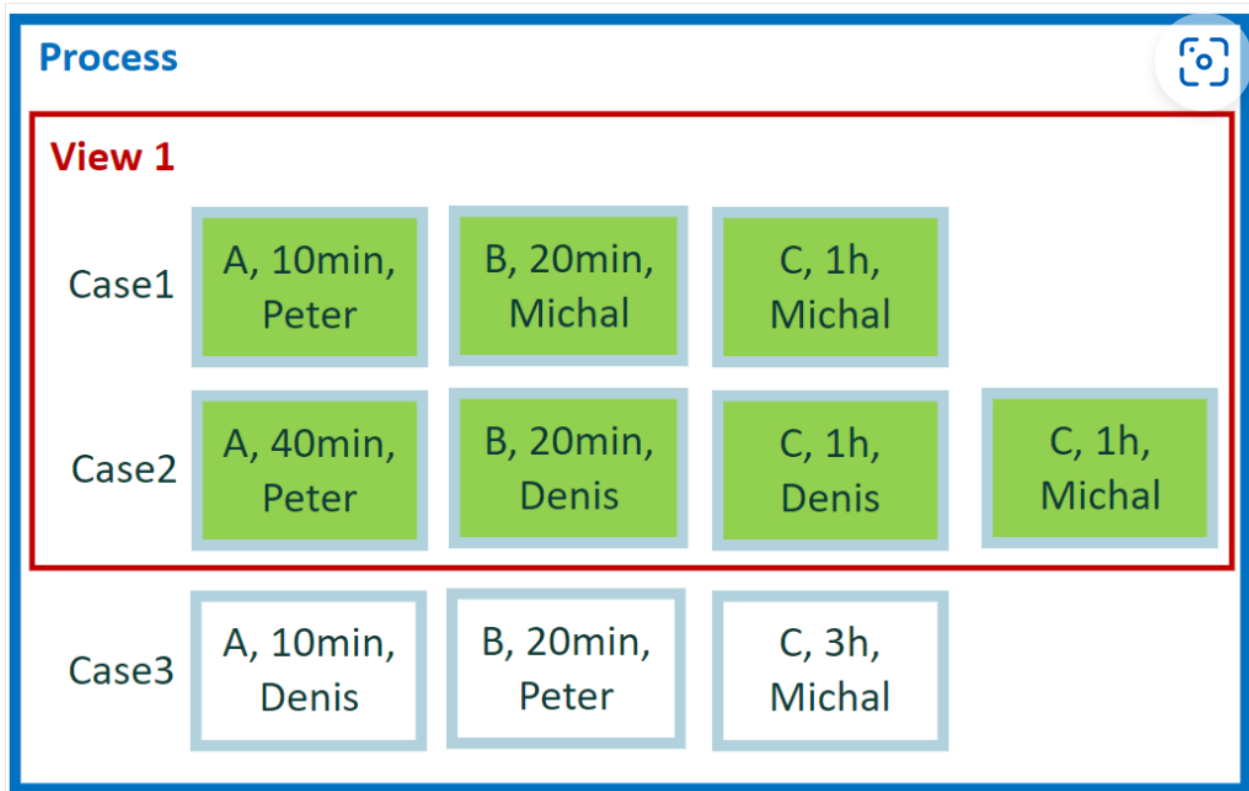 Process
View 1
Case1
A, 10min,
Peter
B, 20min,
Michal
C, 1h,
Michal
Case2
A, 40min,
Peter
B, 20min,
Denis
C, 1h,
Denis
C, 1h,
Michal
Case3
A, 10min,
Denis
B, 20min,
Peter
C, 3h,
Michal